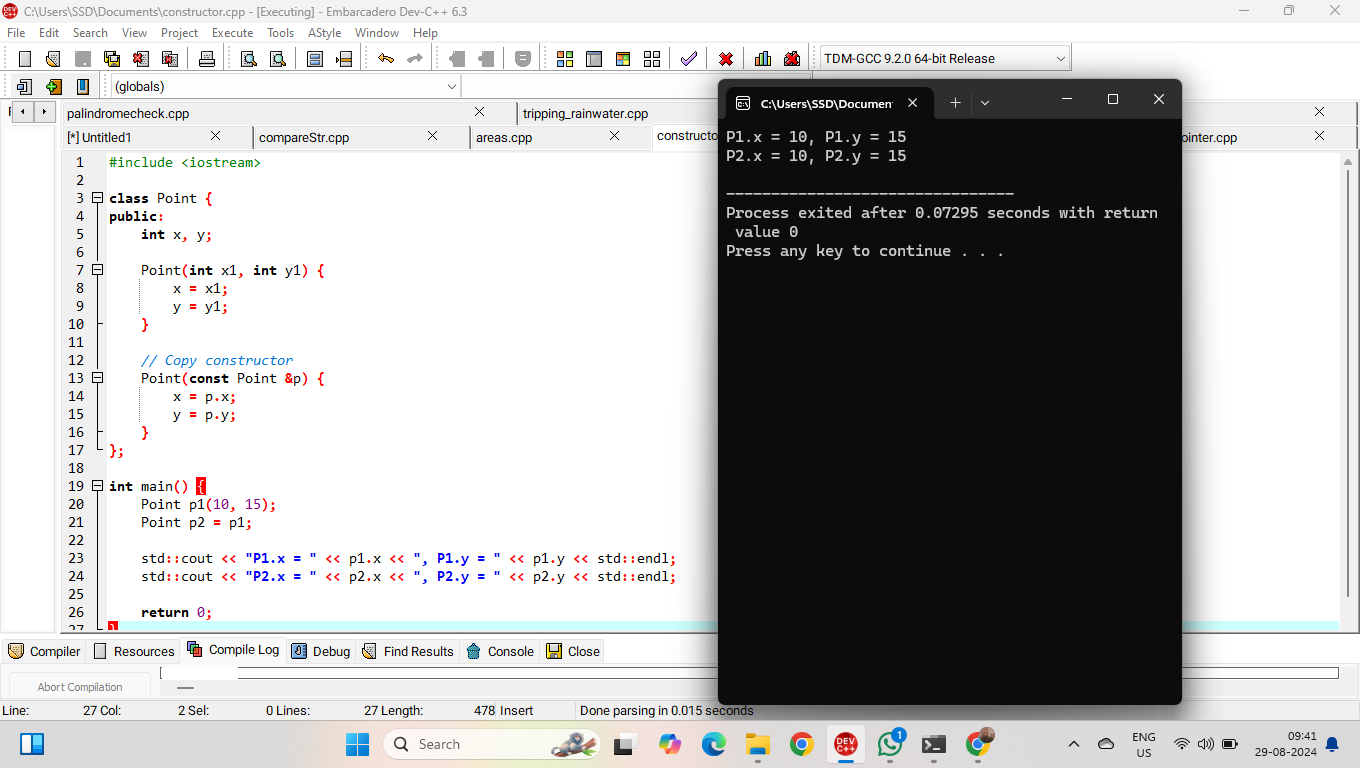 C:\Users\SSD\Documents\constructor.cpp - [Executing] - Embarcadero Dev-C++ 6.3
File Edit Search View Project Execute Tools AStyle Window Help
TDM-GCC 9.2.0 64-bit Release
(globals)
palindromecheck.cpp tripping_rainwater.cpp
[*] Untitled1 compareStr.cpp areas.cpp constructo ointer.cpp
1 #include <iostream>
2
3 class Point {
4 public:
5 int x, y;
6
7 Point(int x1, int y1) {
8 x = x1;
9 y = y1;
10 }
11
12 // Copy constructor
13 Point(const Point &p) {
14 x = p.x;
15 y = p.y;
16 }
17 };
18
19 int main() {
20 Point p1(10, 15);
21 Point p2 = p1;
22
23 std::cout << "P1.x = " << p1.x << ", P1.y = " << p1.y << std::endl;
24 std::cout << "P2.x = " << p2.x << ", P2.y = " << p2.y << std::endl;
25
26 return 0;
27 }
C:\Users\SSD\Documen
P1.x = 10, P1.y = 15
P2.x = 10, P2.y = 15
--------------------------------
Process exited after 0.07295 seconds with return
value 0
Press any key to continue . . .
Compiler Resources Compile Log Debug Find Results Console Close
Abort Compilation
Line: 27 Col: 2 Sel: 0 Lines: 27 Length: 478 Insert Done parsing in 0.015 seconds
Search
DEV
C++
1
ENG
US
09:41
29-08-2024